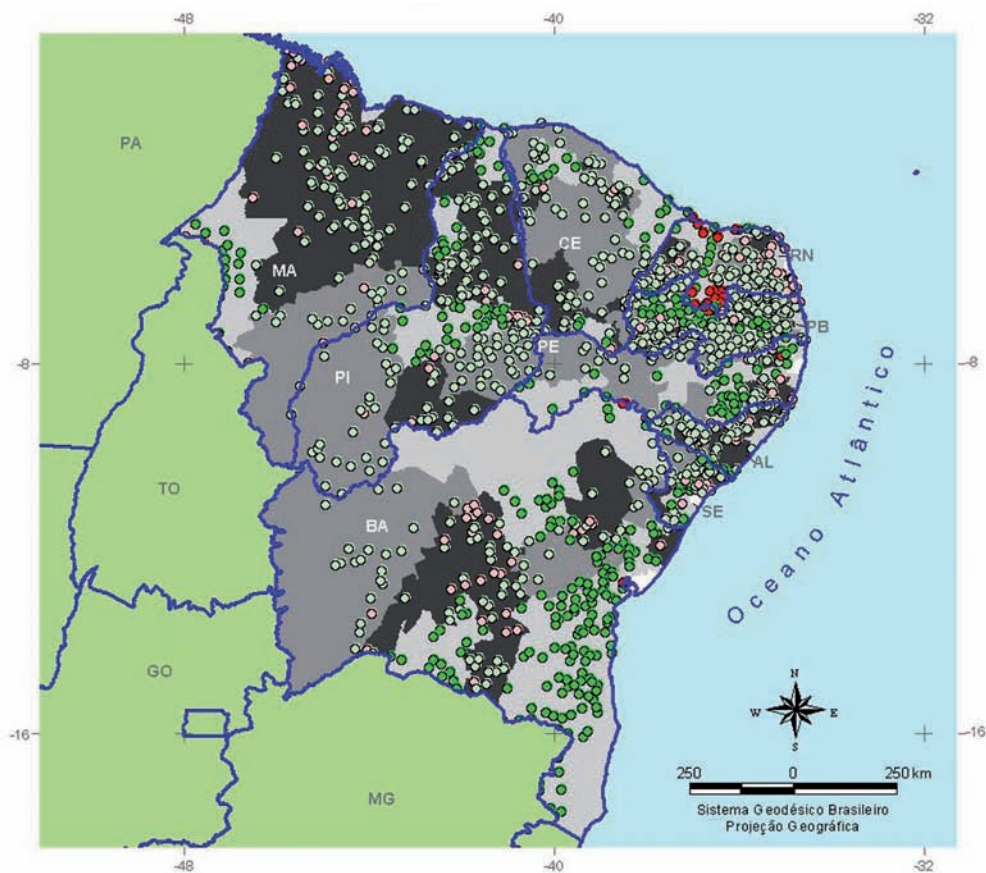 -48
-40
-32
PA
MA
CE
RN
PB
PE
-8
-8
PI
AL
TO
SE
BA
Oceano Atlântico
GO
N
W
E
S
-16
-16
MG
250
0
250 km
Sistema Geodésico Brasileiro
Projeção Geográfica
-48
-40
-32